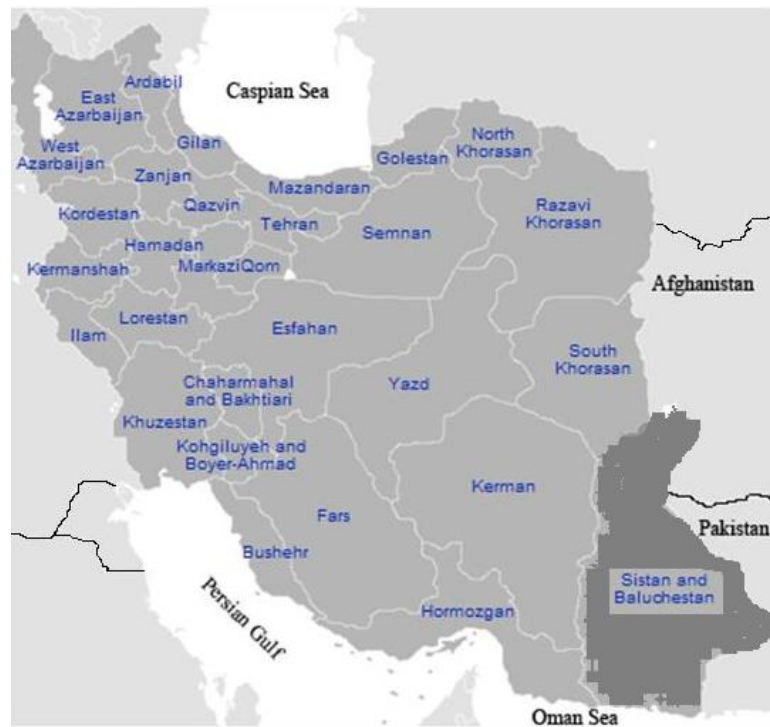 Ardabil
East
Azarbaijan
Caspian Sea
West
Azarbaijan
Gilan
Golestan
North
Khorasan
Zanjan
Mazandaran
Kordestan
Qazvin
Tehran
Semnan
Razavi
Khorasan
Hamadan
Kermanshah
Markazi
Qom
Afghanistan
Ilam
Lorestan
Esfahan
South
Khorasan
Chaharmahal
and Bakhtiari
Yazd
Khuzestan
Kohgiluyeh and
Boyer-Ahmad
Kerman
Fars
Pakistan
Bushehr
Sistan and
Baluchestan
Persian Gulf
Hormozgan
Oman Sea